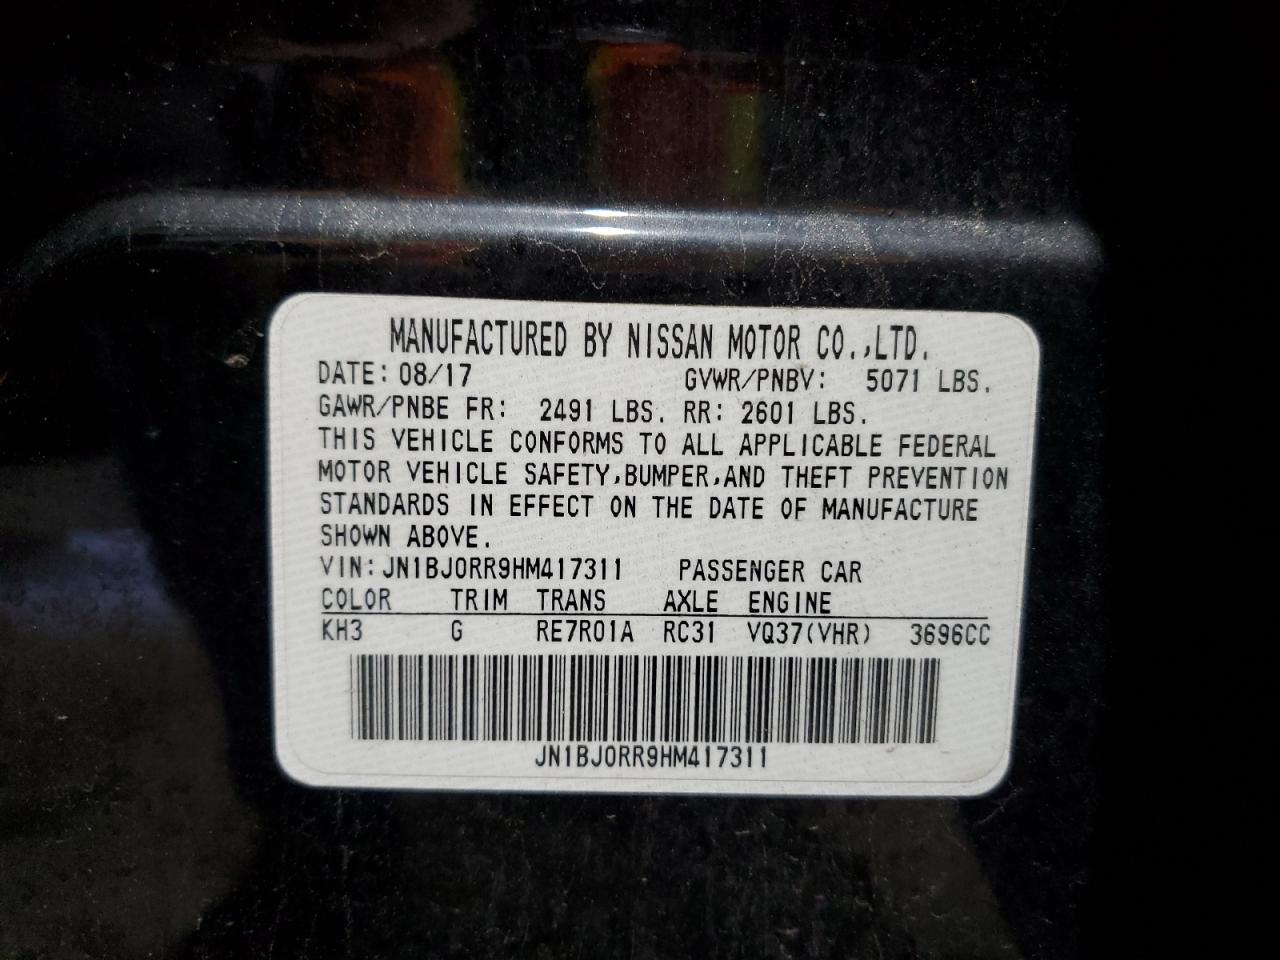 MANUFACTURED BY NISSAN MOTOR CO.,LTD.
DATE: 08/17 GVWR/PNBV: 5071 LBS.
GAWR/PNBE FR: 2491 LBS. RR: 2601 LBS.
THIS VEHICLE CONFORMS TO ALL APPLICABLE FEDERAL
MOTOR VEHICLE SAFETY,BUMPER,AND THEFT PREVENTION
STANDARDS IN EFFECT ON THE DATE OF MANUFACTURE
SHOWN ABOVE.
VIN: JN1BJ0RR9HM417311 PASSENGER CAR
COLOR TRIM TRANS AXLE ENGINE
KH3 G RE7R01A RC31 VQ37(VHR) 3696CC
JN1BJ0RR9HM417311